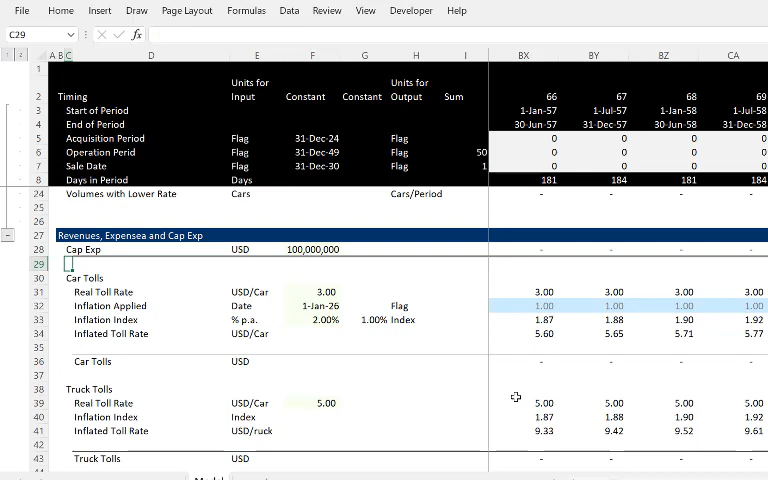 File Home Insert Draw Page Layout Formulas Data Review View Developer Help
C29 fx
1 2 A B C D E F G H I BX BY BZ CA
1
Units for Units for
2 Timing Input Constant Constant Output Sum 66 67 68 69
3 Start of Period 1-Jan-57 1-Jul-57 1-Jan-58 1-Jul-58
4 End of Period 30-Jun-57 31-Dec-57 30-Jun-58 31-Dec-58
5 Acquisition Period Flag 31-Dec-24 Flag 0 0 0 0
6 Operation Peridd Flag 31-Dec-49 Flag 50 0 0 0 0
7 Sale Date Flag 31-Dec-30 Flag 1 0 0 0 0
8 Days in Period Days 181 184 181 184
24 Volumes with Lower Rate Cars Cars/Period - - - -
25
26
27 Revenues, Expensea and Cap Exp
28 Cap Exp USD 100,000,000 - - - -
29
30 Car Tolls
31 Real Toll Rate USD/Car 3.00 3.00 3.00 3.00 3.00
32 Inflation Applied Date 1-Jan-26 Flag 1.00 1.00 1.00 1.00
33 Inflation Index % p.a. 2.00% 1.00% Index 1.87 1.88 1.90 1.92
34 Inflated Toll Rate USD/Car 5.60 5.65 5.71 5.77
35
36 Car Tolls USD - - - -
37
38 Truck Tolls
39 Real Toll Rate USD/Car 5.00 5.00 5.00 5.00 5.00
40 Inflation Index Index 1.87 1.88 1.90 1.92
41 Inflated Toll Rate USD/ruck 9.33 9.42 9.52 9.61
42
43 Truck Tolls USD - - - -